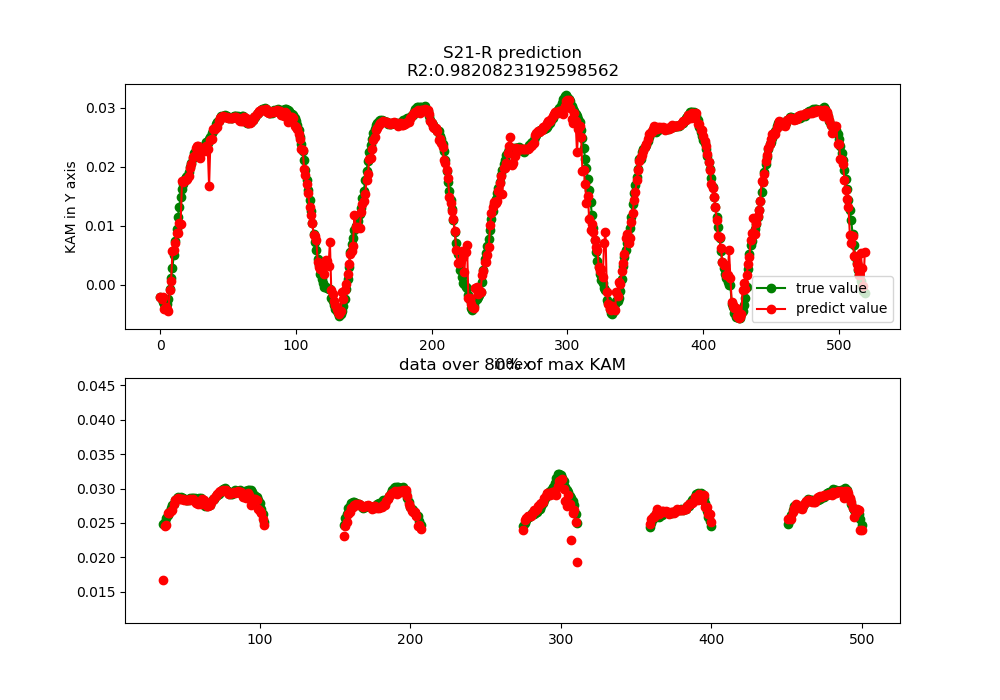 S21-R prediction
R2:0.9820823192598562
KAM in Y axis
0.03
0.02
0.01
0.00
true value
predict value
0 100 200 300 400 500
index
data over 80% of max KAM
0.045
0.040
0.035
0.030
0.025
0.020
0.015
100 200 300 400 500